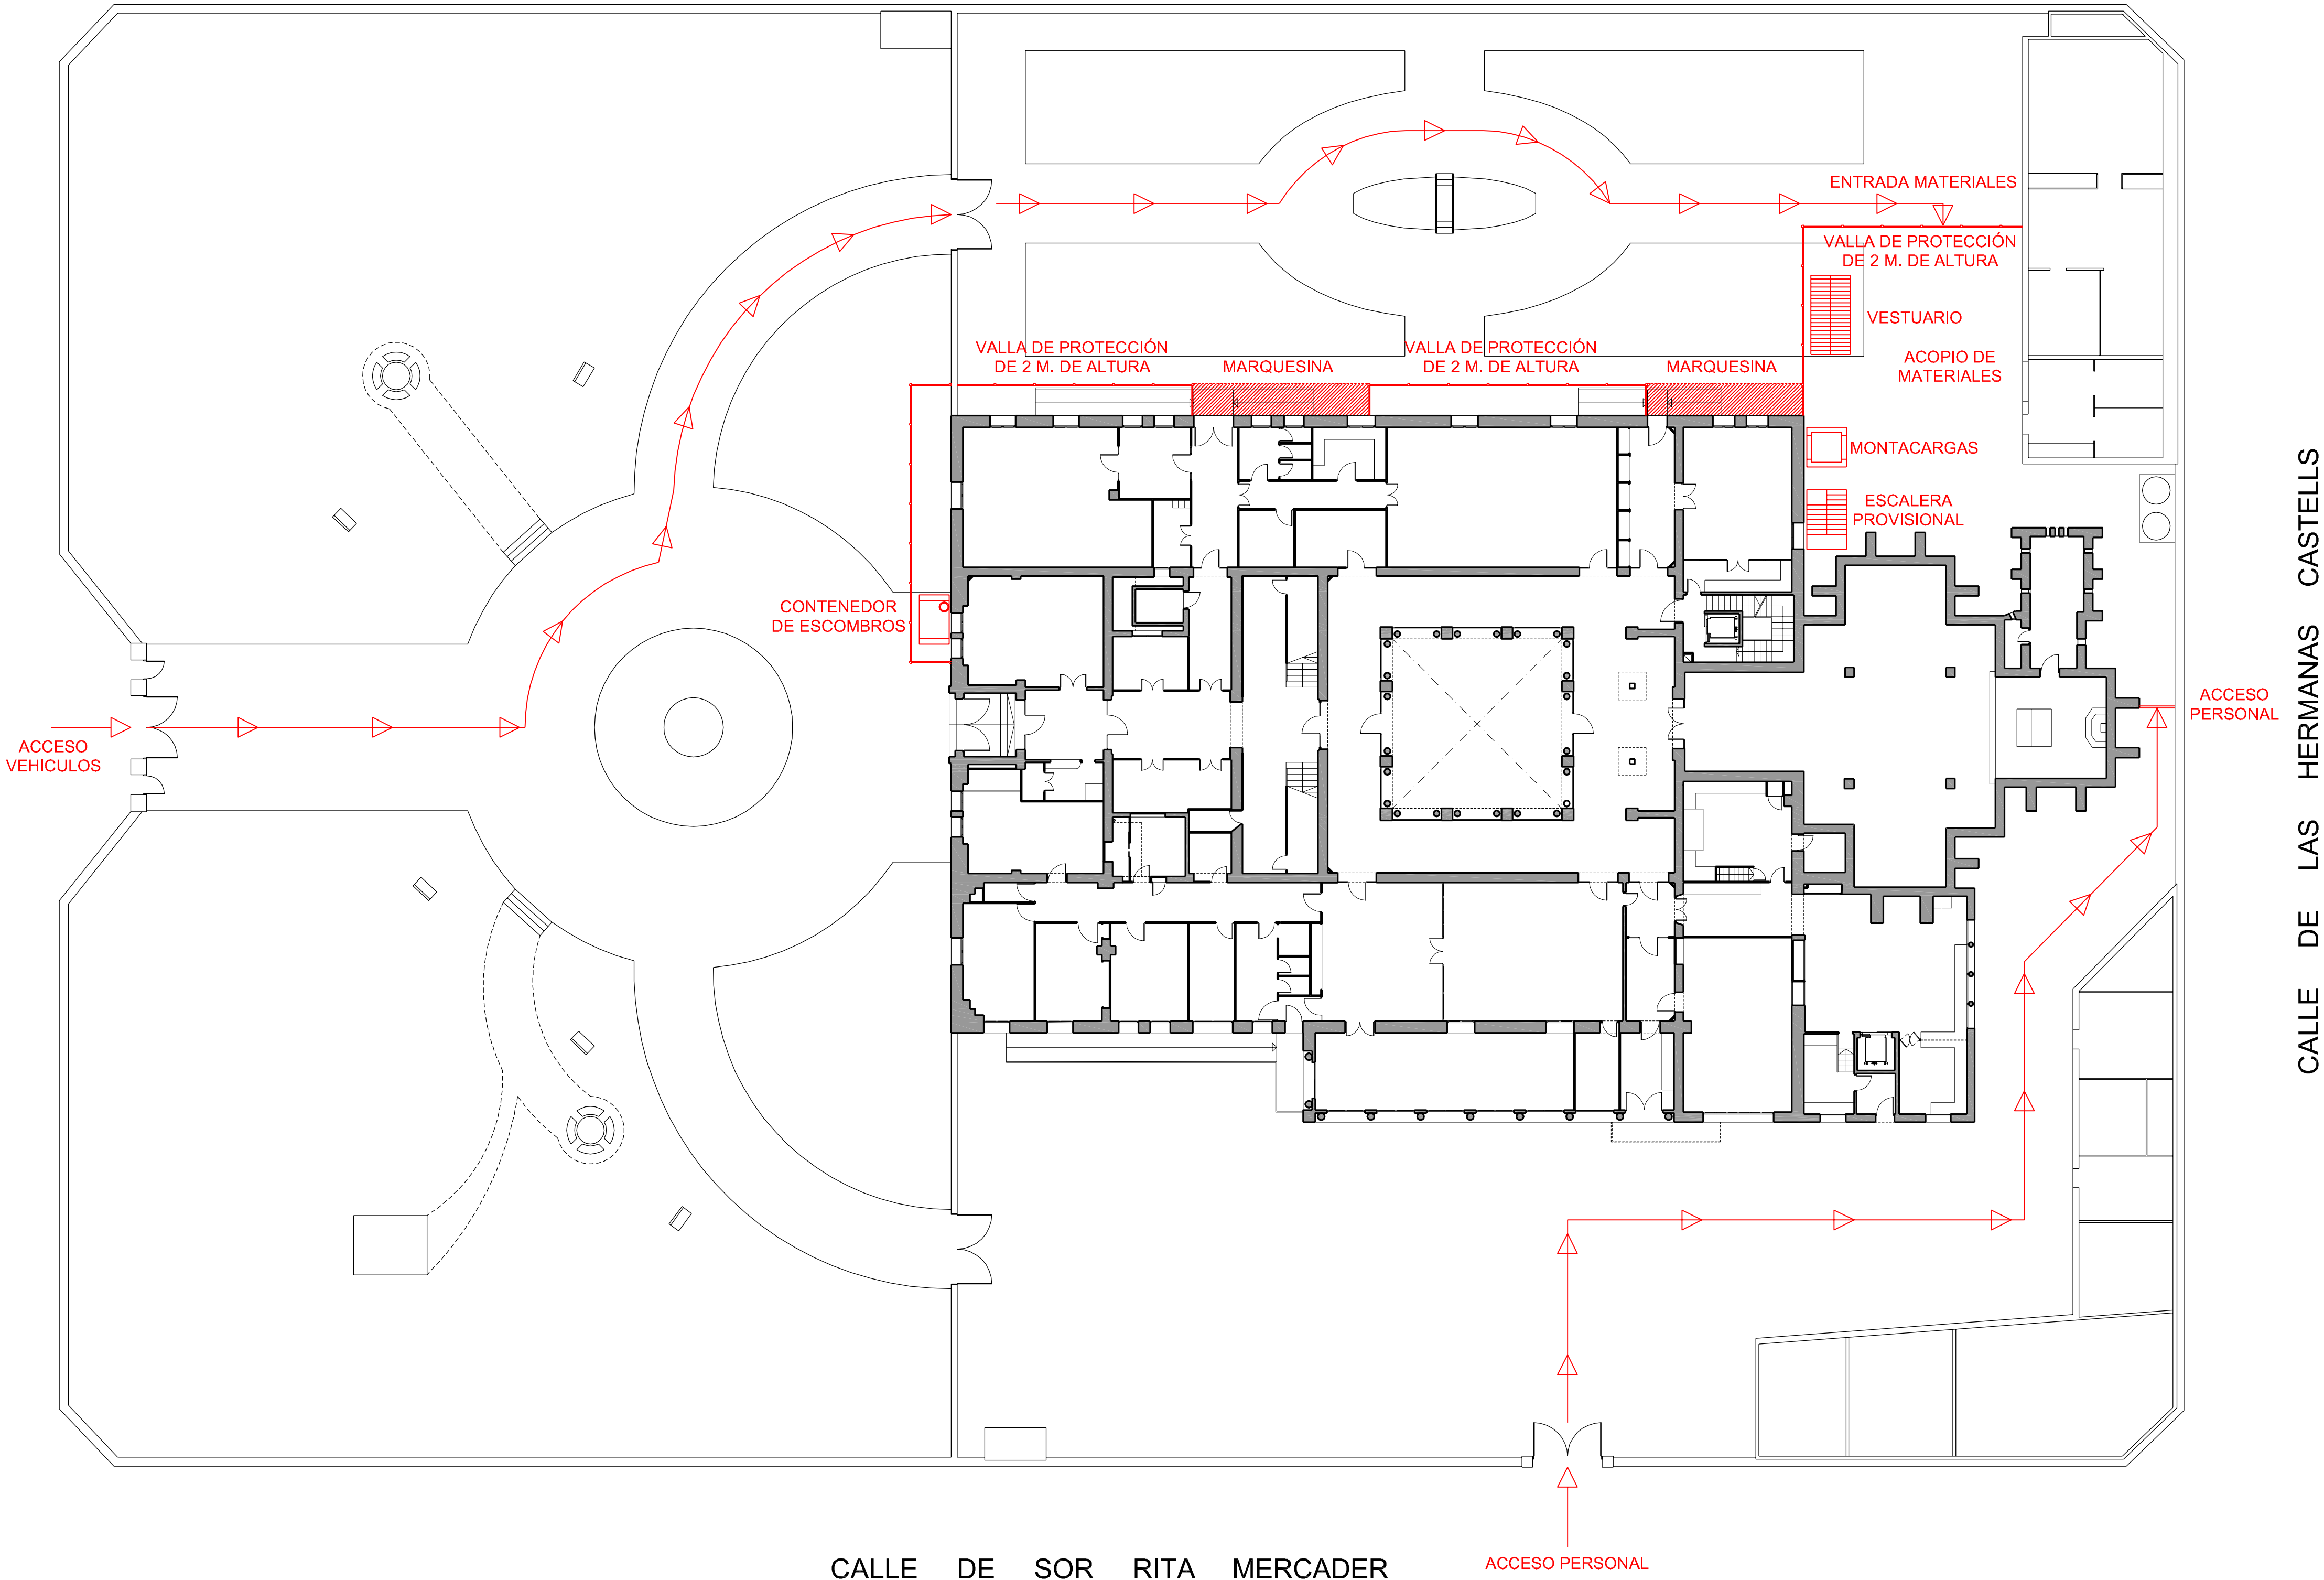 ENTRADA MATERIALES
VALLA DE PROTECCIÓN
DE 2 M. DE ALTURA
VESTUARIO
VALLA DE PROTECCIÓN
DE 2 M. DE ALTURA
MARQUESINA
VALLA DE PROTECCIÓN
DE 2 M. DE ALTURA
MARQUESINA
ACOPIO DE
MATERIALES
MONTACARGAS
ESCALERA
PROVISIONAL
CONTENEDOR
DE ESCOMBROS
ACCESO
VEHICULOS
ACCESO
PERSONAL
CALLE DE LAS HERMANAS CASTELLS
CALLE DE SOR RITA MERCADER
ACCESO PERSONAL